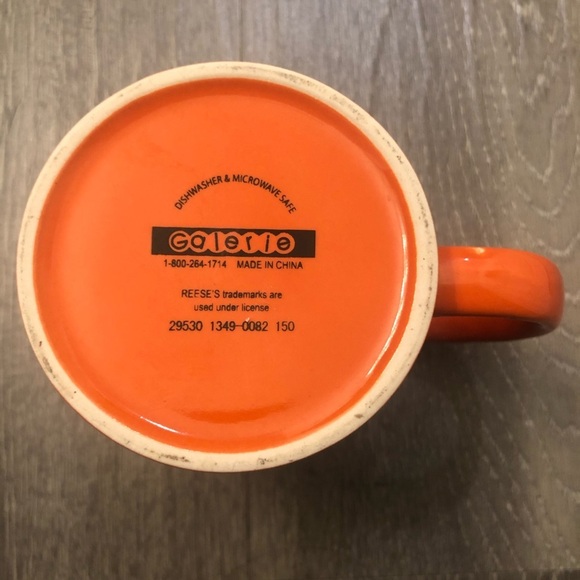 DISHWASHER & MICROWAVE SAFE
Galerie
1-800-264-1714 MADE IN CHINA
REESE'S trademarks are
used under license
29530 1349-0082 150